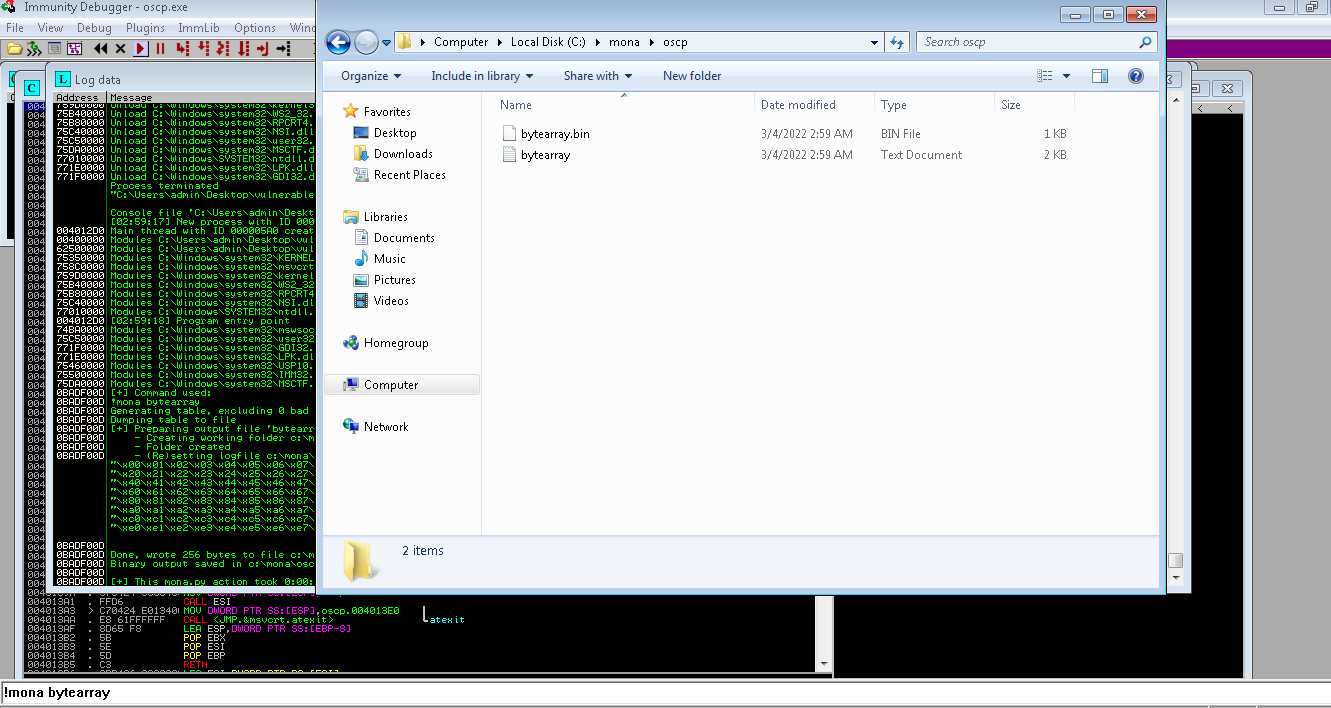 Immunity Debugger - oscp.exe
File View Debug Plugins ImmLib Options Wind
Log data
Address Message
75B40000 Unload C:\Windows\system32\WS2_32.
75B80000 Unload C:\Windows\system32\RPCRT4.
75C40000 Unload C:\Windows\system32\NSI.dll
75C50000 Unload C:\Windows\system32\user32.
75DA0000 Unload C:\Windows\system32\MSCTF.d
77010000 Unload C:\Windows\SYSTEM32\ntdll.d
771E0000 Unload C:\Windows\system32\LPK.dll
771F0000 Unload C:\Windows\system32\GDI32.d
Process terminated
"C:\Users\admin\Desktop\vulnerable
Console file 'C:\Users\admin\Deskt
[02:59:17] New process with ID 000
004012D0 Main thread with ID 000005A0 creat
00400000 Modules C:\Users\admin\Desktop\vul
62500000 Modules C:\Users\admin\Desktop\vul
75350000 Modules C:\Windows\system32\KERNEL
758C0000 Modules C:\Windows\system32\msvcrt
759D0000 Modules C:\Windows\system32\kernel
75B40000 Modules C:\Windows\system32\WS2_32
75B80000 Modules C:\Windows\system32\RPCRT4
75C40000 Modules C:\Windows\system32\NSI.dl
77010000 Modules C:\Windows\SYSTEM32\ntdll.
004012D0 [02:59:18] Program entry point
74BA0000 Modules C:\Windows\system32\mswsoc
75C50000 Modules C:\Windows\system32\user32
771F0000 Modules C:\Windows\system32\GDI32.
771E0000 Modules C:\Windows\system32\LPK.dl
75460000 Modules C:\Windows\system32\USP10.
75500000 Modules C:\Windows\system32\IMM32.
75DA0000 Modules C:\Windows\system32\MSCTF.
0BADF00D [+] Command used:
0BADF00D !mona bytearray
0BADF00D Generating table, excluding 0 bad
0BADF00D Dumping table to file
0BADF00D [+] Preparing output file 'bytearr
0BADF00D - Creating working folder c:\m
0BADF00D - Folder created
0BADF00D - (Re)setting logfile c:\mona\
"\x00\x01\x02\x03\x04\x05\x06\x07\
"\x20\x21\x22\x23\x24\x25\x26\x27\
"\x40\x41\x42\x43\x44\x45\x46\x47\
"\x60\x61\x62\x63\x64\x65\x66\x67\
"\x80\x81\x82\x83\x84\x85\x86\x87\
"\xa0\xa1\xa2\xa3\xa4\xa5\xa6\xa7\
"\xc0\xc1\xc2\xc3\xc4\xc5\xc6\xc7\
"\xe0\xe1\xe2\xe3\xe4\xe5\xe6\xe7\
0BADF00D
0BADF00D Done, wrote 256 bytes to file c:\m
0BADF00D Binary output saved in c:\mona\osc
0BADF00D
0BADF00D [+] This mona.py action took 0:00:
004013A1 . FFD6 CALL ESI
004013A3 > C70424 E01340 MOV DWORD PTR SS:[ESP],oscp.004013E0
004013AA . E8 61FFFFFF CALL <JMP.&msvcrt.atexit> atexit
004013AF . 8D65 F8 LEA ESP,DWORD PTR SS:[EBP-8]
004013B2 . 5B POP EBX
004013B3 . 5E POP ESI
004013B4 . 5D POP EBP
004013B5 . C3 RETN
!mona bytearray
Computer Local Disk (C:) mona oscp
Search oscp
Organize Include in library Share with New folder
Favorites
Desktop
Downloads
Recent Places
Libraries
Documents
Music
Pictures
Videos
Homegroup
Computer
Network
Name Date modified Type Size
bytearray.bin 3/4/2022 2:59 AM BIN File 1 KB
bytearray 3/4/2022 2:59 AM Text Document 2 KB
2 items